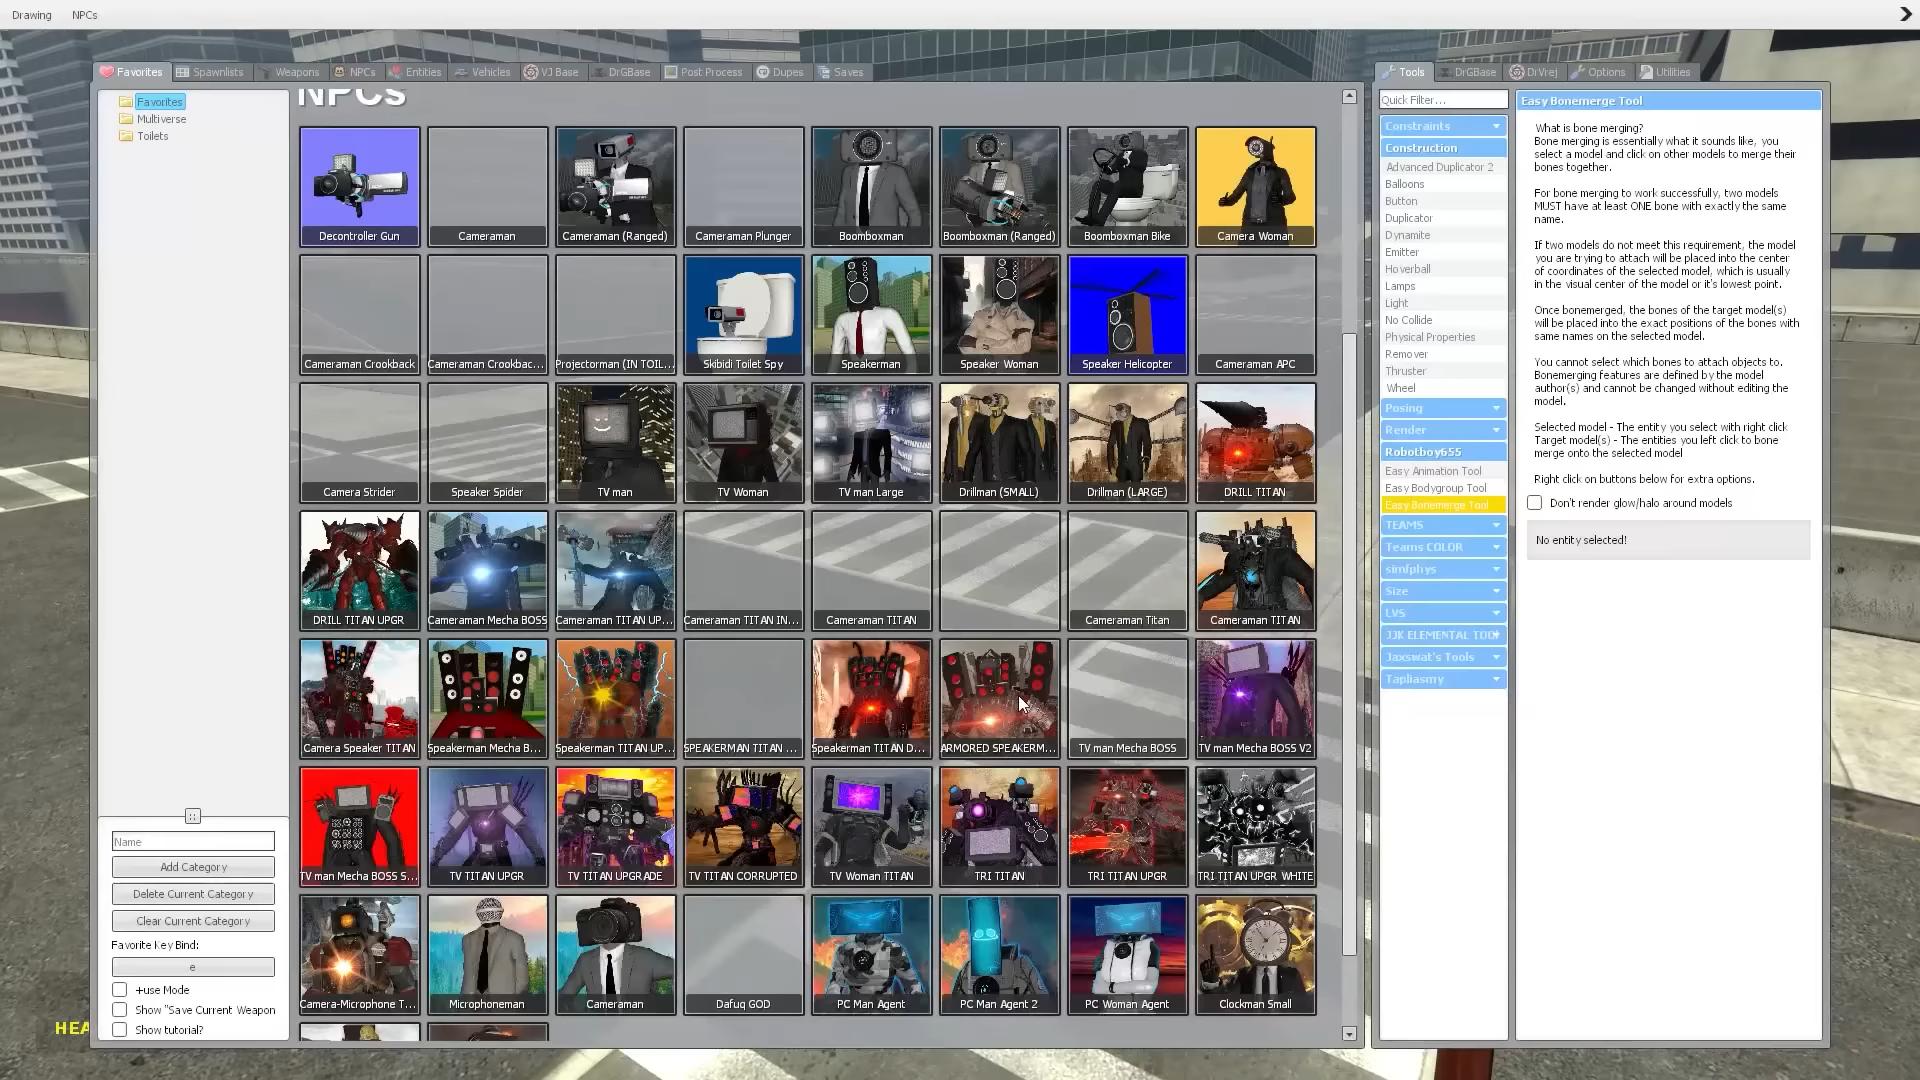 Drawing NPCs
Favorites Spawnlists Weapons NPCs Entities Vehicles VJ Base DrGBase Post Process Dupes Saves
Favorites
Multiverse
Toilets
NPCs
Decontroller Gun Cameraman Cameraman (Ranged) Cameraman Plunger Boomboxman Boomboxman (Ranged) Boomboxman Bike Camera Woman
Cameraman Crookback Cameraman Crookbac... Projectorman (IN TOIL... Skibidi Toilet Spy Speakerman Speaker Woman Speaker Helicopter Cameraman APC
Camera Strider Speaker Spider TV man TV Woman TV man Large Drillman (SMALL) Drillman (LARGE) DRILL TITAN
DRILL TITAN UPGR Cameraman Mecha BOSS Cameraman TITAN UP... Cameraman TITAN IN... Cameraman TITAN Cameraman Titan Cameraman TITAN
Camera Speaker TITAN Speakerman Mecha B... Speakerman TITAN UP... SPEAKERMAN TITAN ... Speakerman TITAN D... ARMORED SPEAKERM... TV man Mecha BOSS TV man Mecha BOSS V2
TV man Mecha BOSS S... TV TITAN UPGR TV TITAN UPGRADE TV TITAN CORRUPTED TV Woman TITAN TRI TITAN TRI TITAN UPGR TRI TITAN UPGR WHITE
Camera-Microphone T... Microphoneman Cameraman Dafuq GOD PC Man Agent PC Man Agent 2 PC Woman Agent Clockman Small
Name
Add Category
Delete Current Category
Clear Current Category
Favorite Key Bind:
e
+use Mode
Show "Save Current Weapon
Show tutorial?
HEA
Tools DrGBase DrVrej Options Utilities
Quick Filter...
Constraints
Construction
Advanced Duplicator 2
Balloons
Button
Duplicator
Dynamite
Emitter
Hoverball
Lamps
Light
No Collide
Physical Properties
Remover
Thruster
Wheel
Posing
Render
Robotboy655
Easy Animation Tool
Easy Bodygroup Tool
Easy Bonemerge Tool
TEAMS
Teams COLOR
simfphys
Size
LVS
JJK ELEMENTAL TOO
Jaxswat's Tools
Tapliasmy
Easy Bonemerge Tool
What is bone merging?
Bone merging is essentially what it sounds like, you
select a model and click on other models to merge their
bones together.
For bone merging to work successfully, two models
MUST have at least ONE bone with exactly the same
name.
If two models do not meet this requirement, the model
you are trying to attach will be placed into the center
of coordinates of the selected model, which is usually
in the visual center of the model or it's lowest point.
Once bonemerged, the bones of the target model(s)
will be placed into the exact positions of the bones with
same names on the selected model.
You cannot select which bones to attach objects to.
Bonemerging features are defined by the model
author(s) and cannot be changed without editing the
model.
Selected model - The entity you select with right click
Target model(s) - The entities you left click to bone
merge onto the selected model
Right click on buttons below for extra options.
Don't render glow/halo around models
No entity selected!